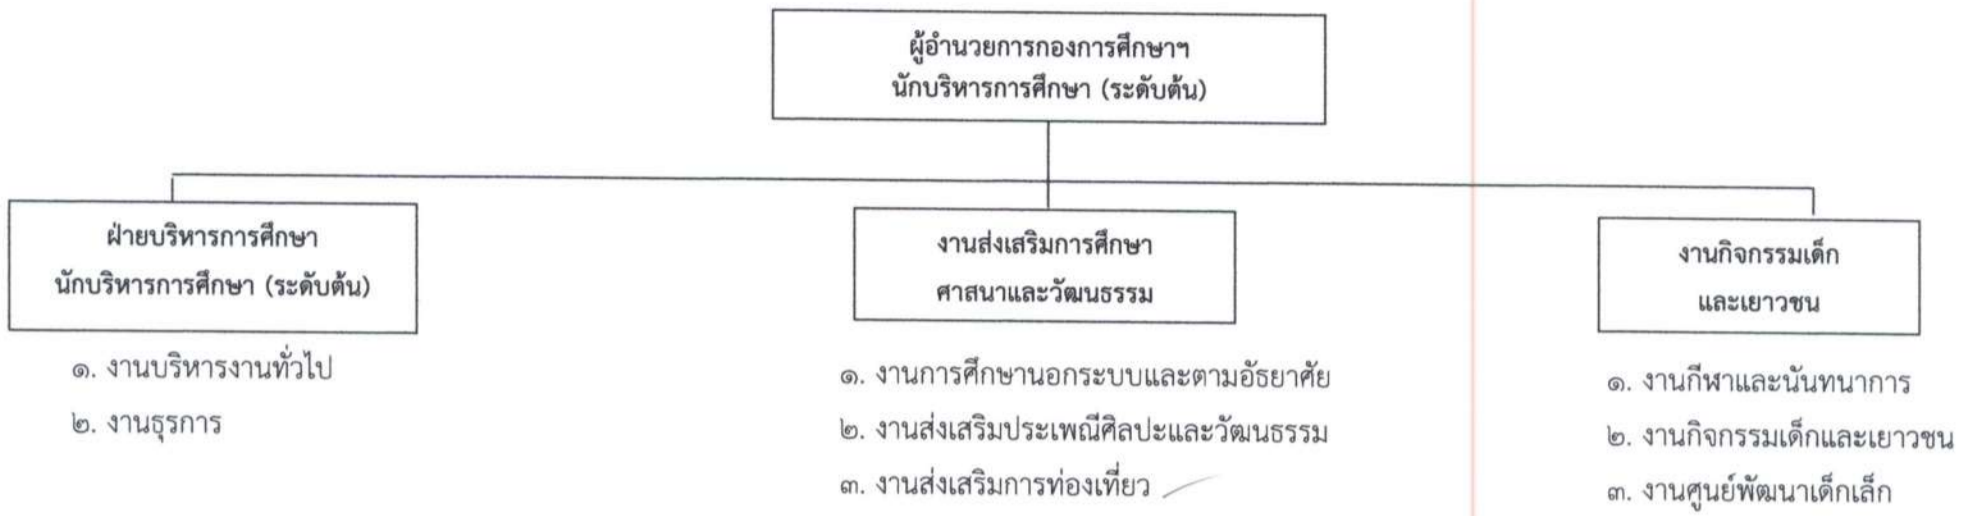 ผู้อำนวยการกองการศึกษาฯ
นักบริหารการศึกษา (ระดับต้น)
ฝ่ายบริหารการศึกษา
นักบริหารการศึกษา (ระดับต้น)
๑. งานบริหารงานทั่วไป
๒. งานธุรการ
งานส่งเสริมการศึกษา
ศาสนาและวัฒนธรรม
๑. งานการศึกษานอกระบบและตามอัธยาศัย
๒. งานส่งเสริมประเพณีศิลปะและวัฒนธรรม
๓. งานส่งเสริมการท่องเที่ยว
งานกิจกรรมเด็ก
และเยาวชน
๑. งานกีฬาและนันทนาการ
๒. งานกิจกรรมเด็กและเยาวชน
๓. งานศูนย์พัฒนาเด็กเล็ก